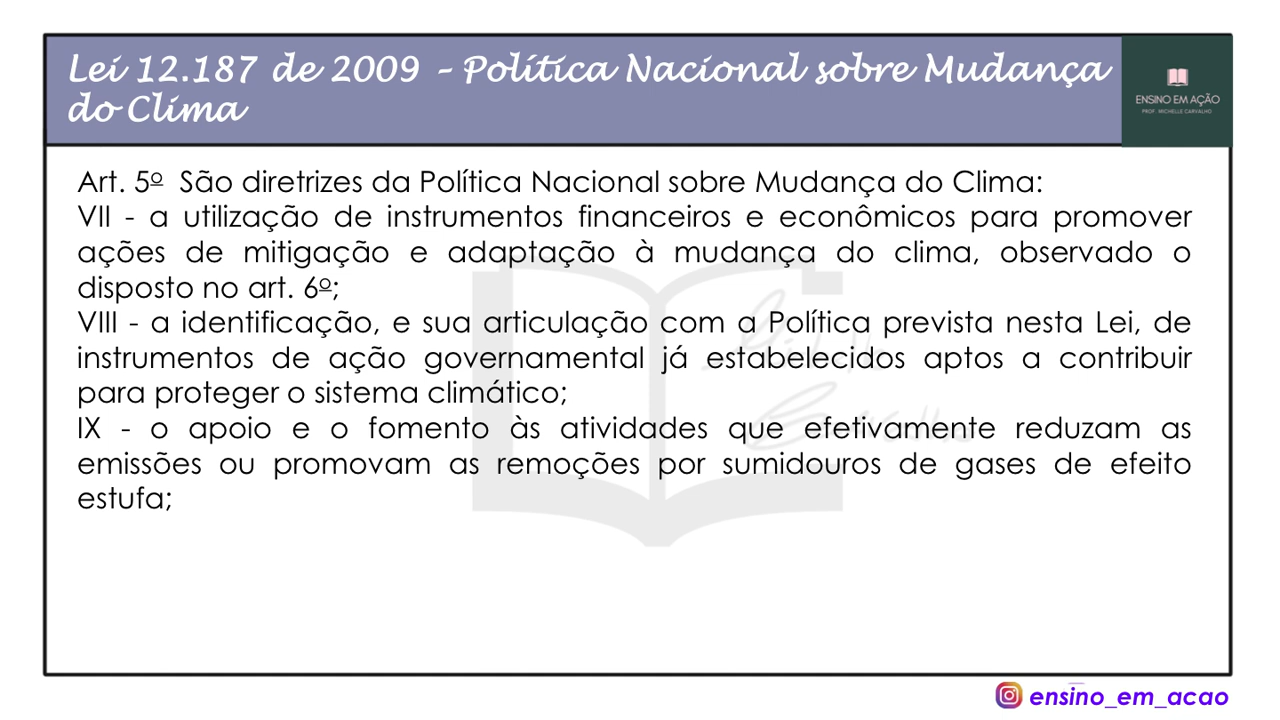 Lei 12.187 de 2009 – Política Nacional sobre Mudança
do Clima
ENSINO EM AÇÃO
PROF. MICHELLE CARVALHO
Art. 5º  São diretrizes da Política Nacional sobre Mudança do Clima:
VII - a utilização de instrumentos financeiros e econômicos para promover
ações de mitigação e adaptação à mudança do clima, observado o
disposto no art. 6º;
VIII - a identificação, e sua articulação com a Política prevista nesta Lei, de
instrumentos de ação governamental já estabelecidos aptos a contribuir
para proteger o sistema climático;
IX - o apoio e o fomento às atividades que efetivamente reduzam as
emissões ou promovam as remoções por sumidouros de gases de efeito
estufa;
ensino_em_acao